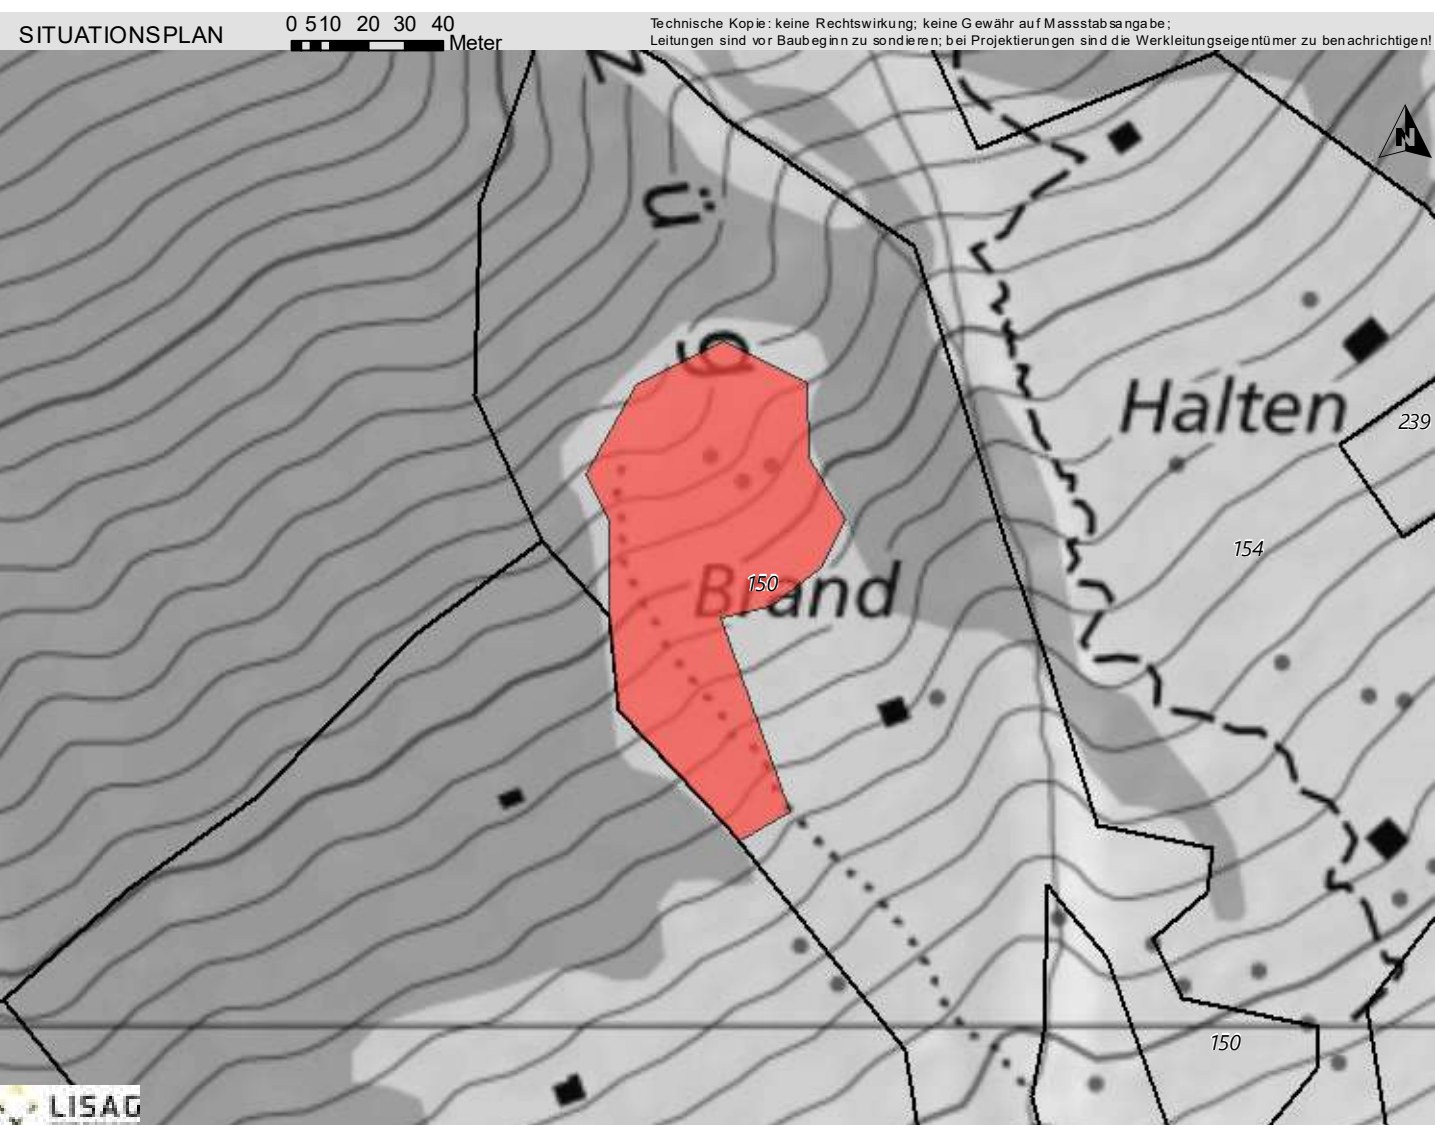 SITUATIONSPLAN
0 5 10 20 30 40
Meter
Technische Kopie: keine Rechtswirkung; keine Gewähr auf Massstabsangabe;
Leitungen sind vor Baubeginn zu sondieren; bei Projektierungen sind die Werkleitungseigentümer zu benachrichtigen!
N
Z
ü
g
Halten
239
154
Brand
150
150
LISAG